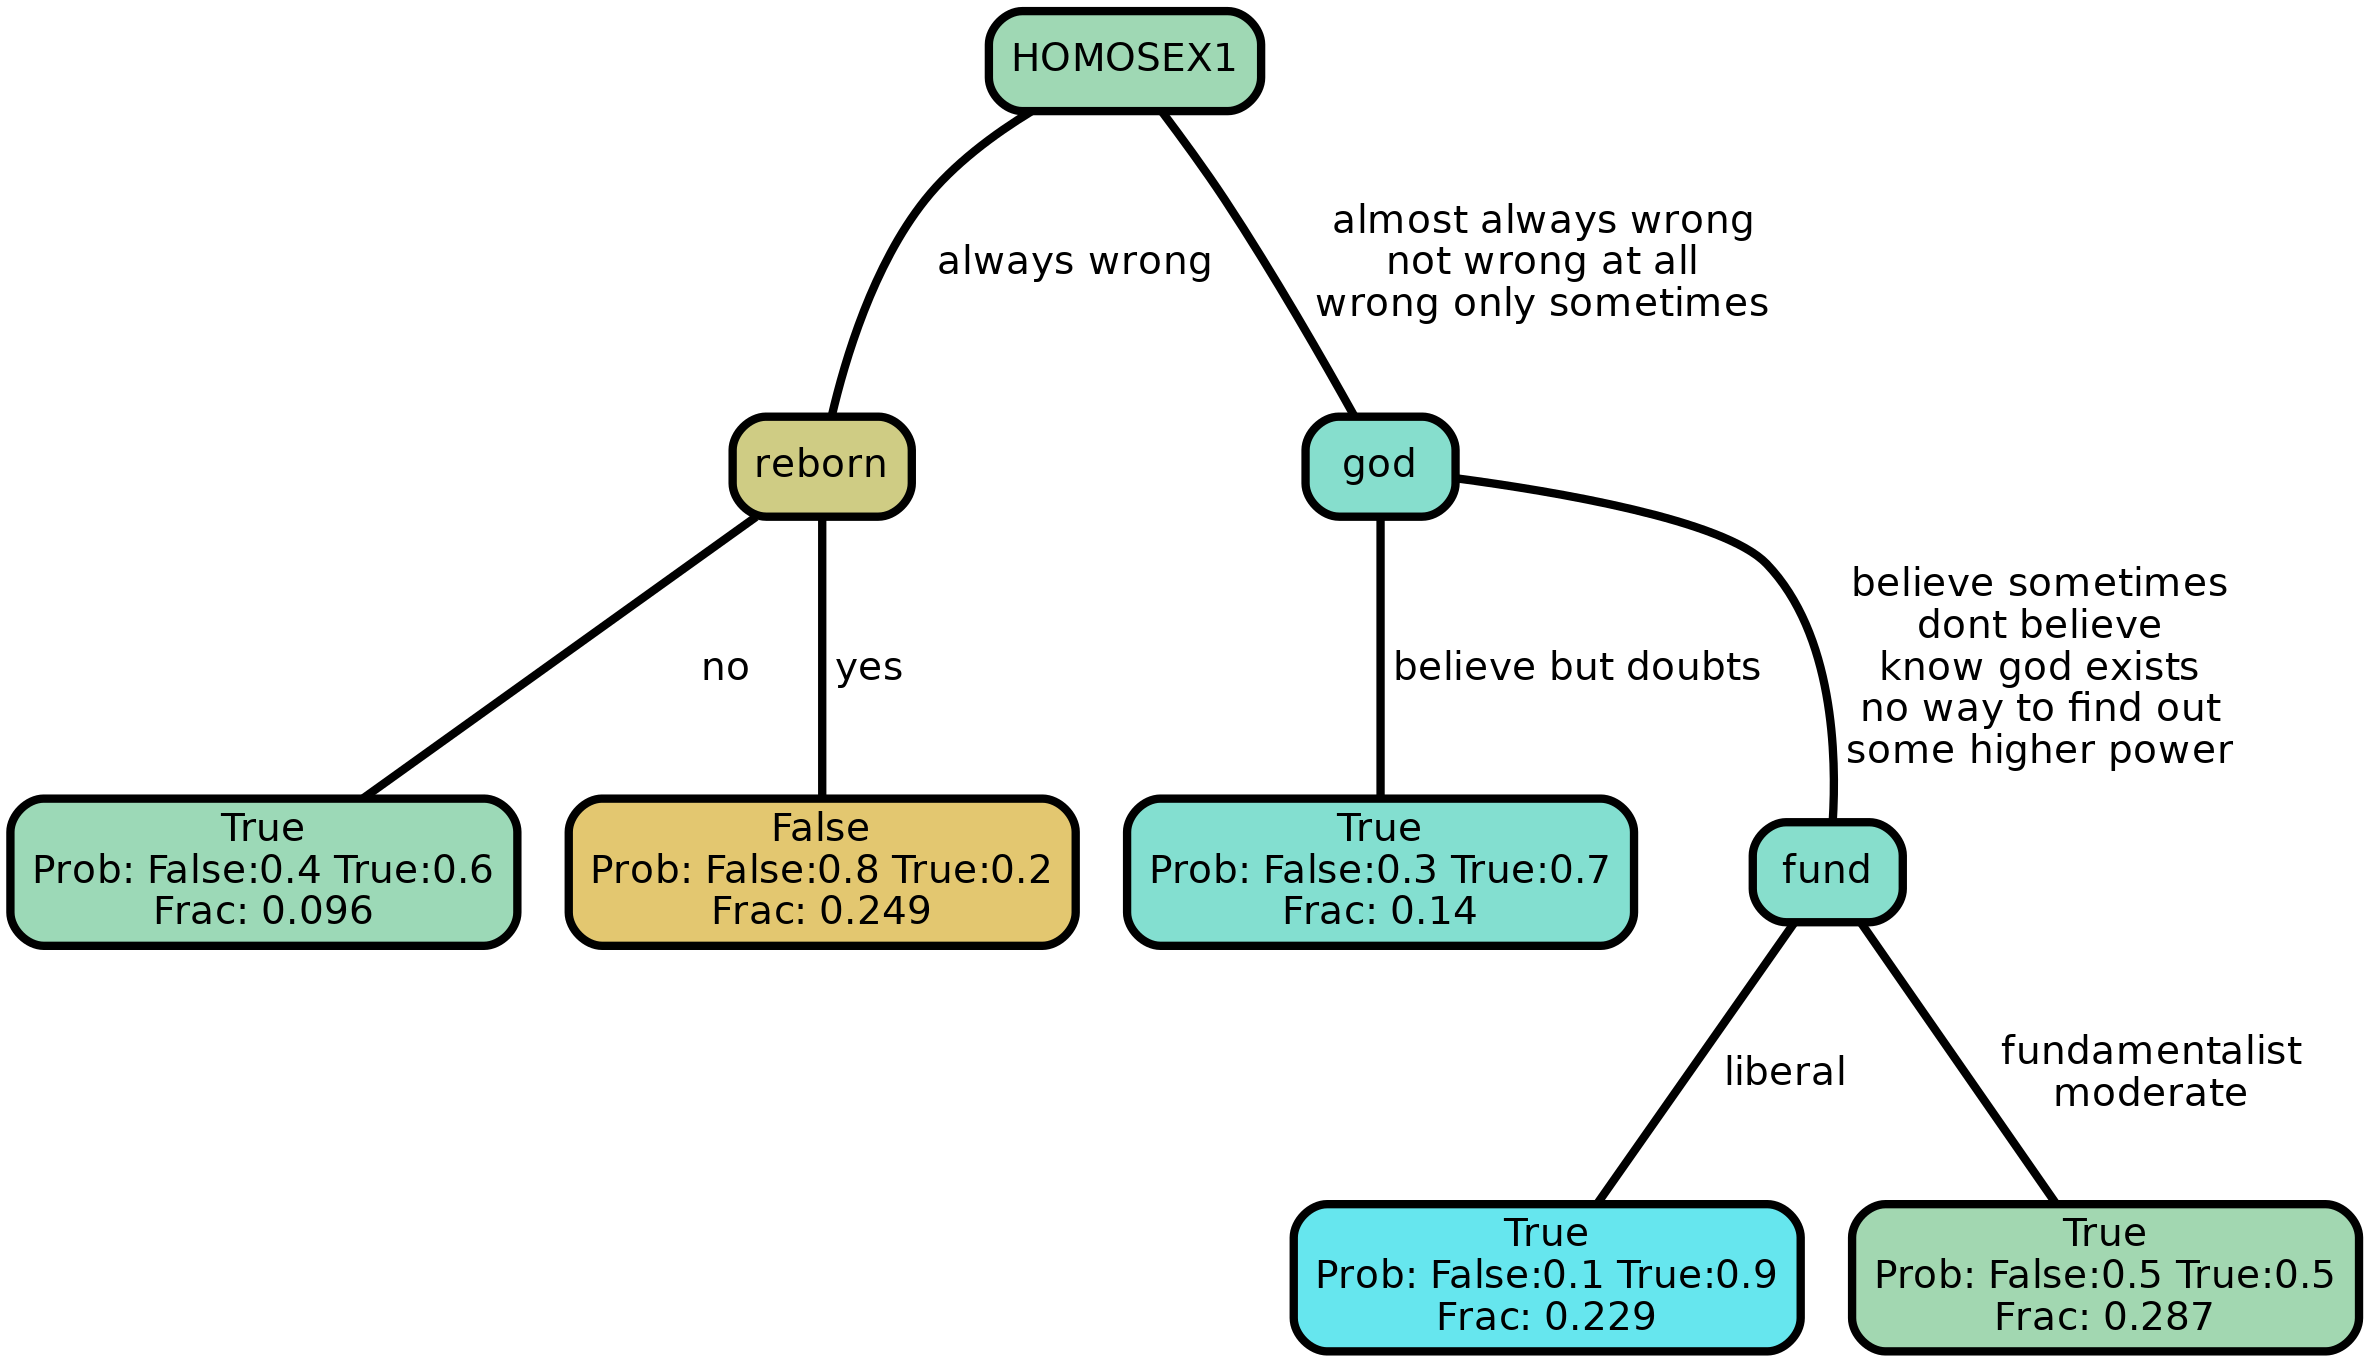 HOMOSEX1
always wrong
almost always wrong
not wrong at all
wrong only sometimes
reborn
god
no
yes
believe but doubts
believe sometimes
dont believe
know god exists
no way to find out
some higher power
True
Prob: False:0.4 True:0.6
Frac: 0.096
False
Prob: False:0.8 True:0.2
Frac: 0.249
True
Prob: False:0.3 True:0.7
Frac: 0.14
fund
liberal
fundamentalist
moderate
True
Prob: False:0.1 True:0.9
Frac: 0.229
True
Prob: False:0.5 True:0.5
Frac: 0.287